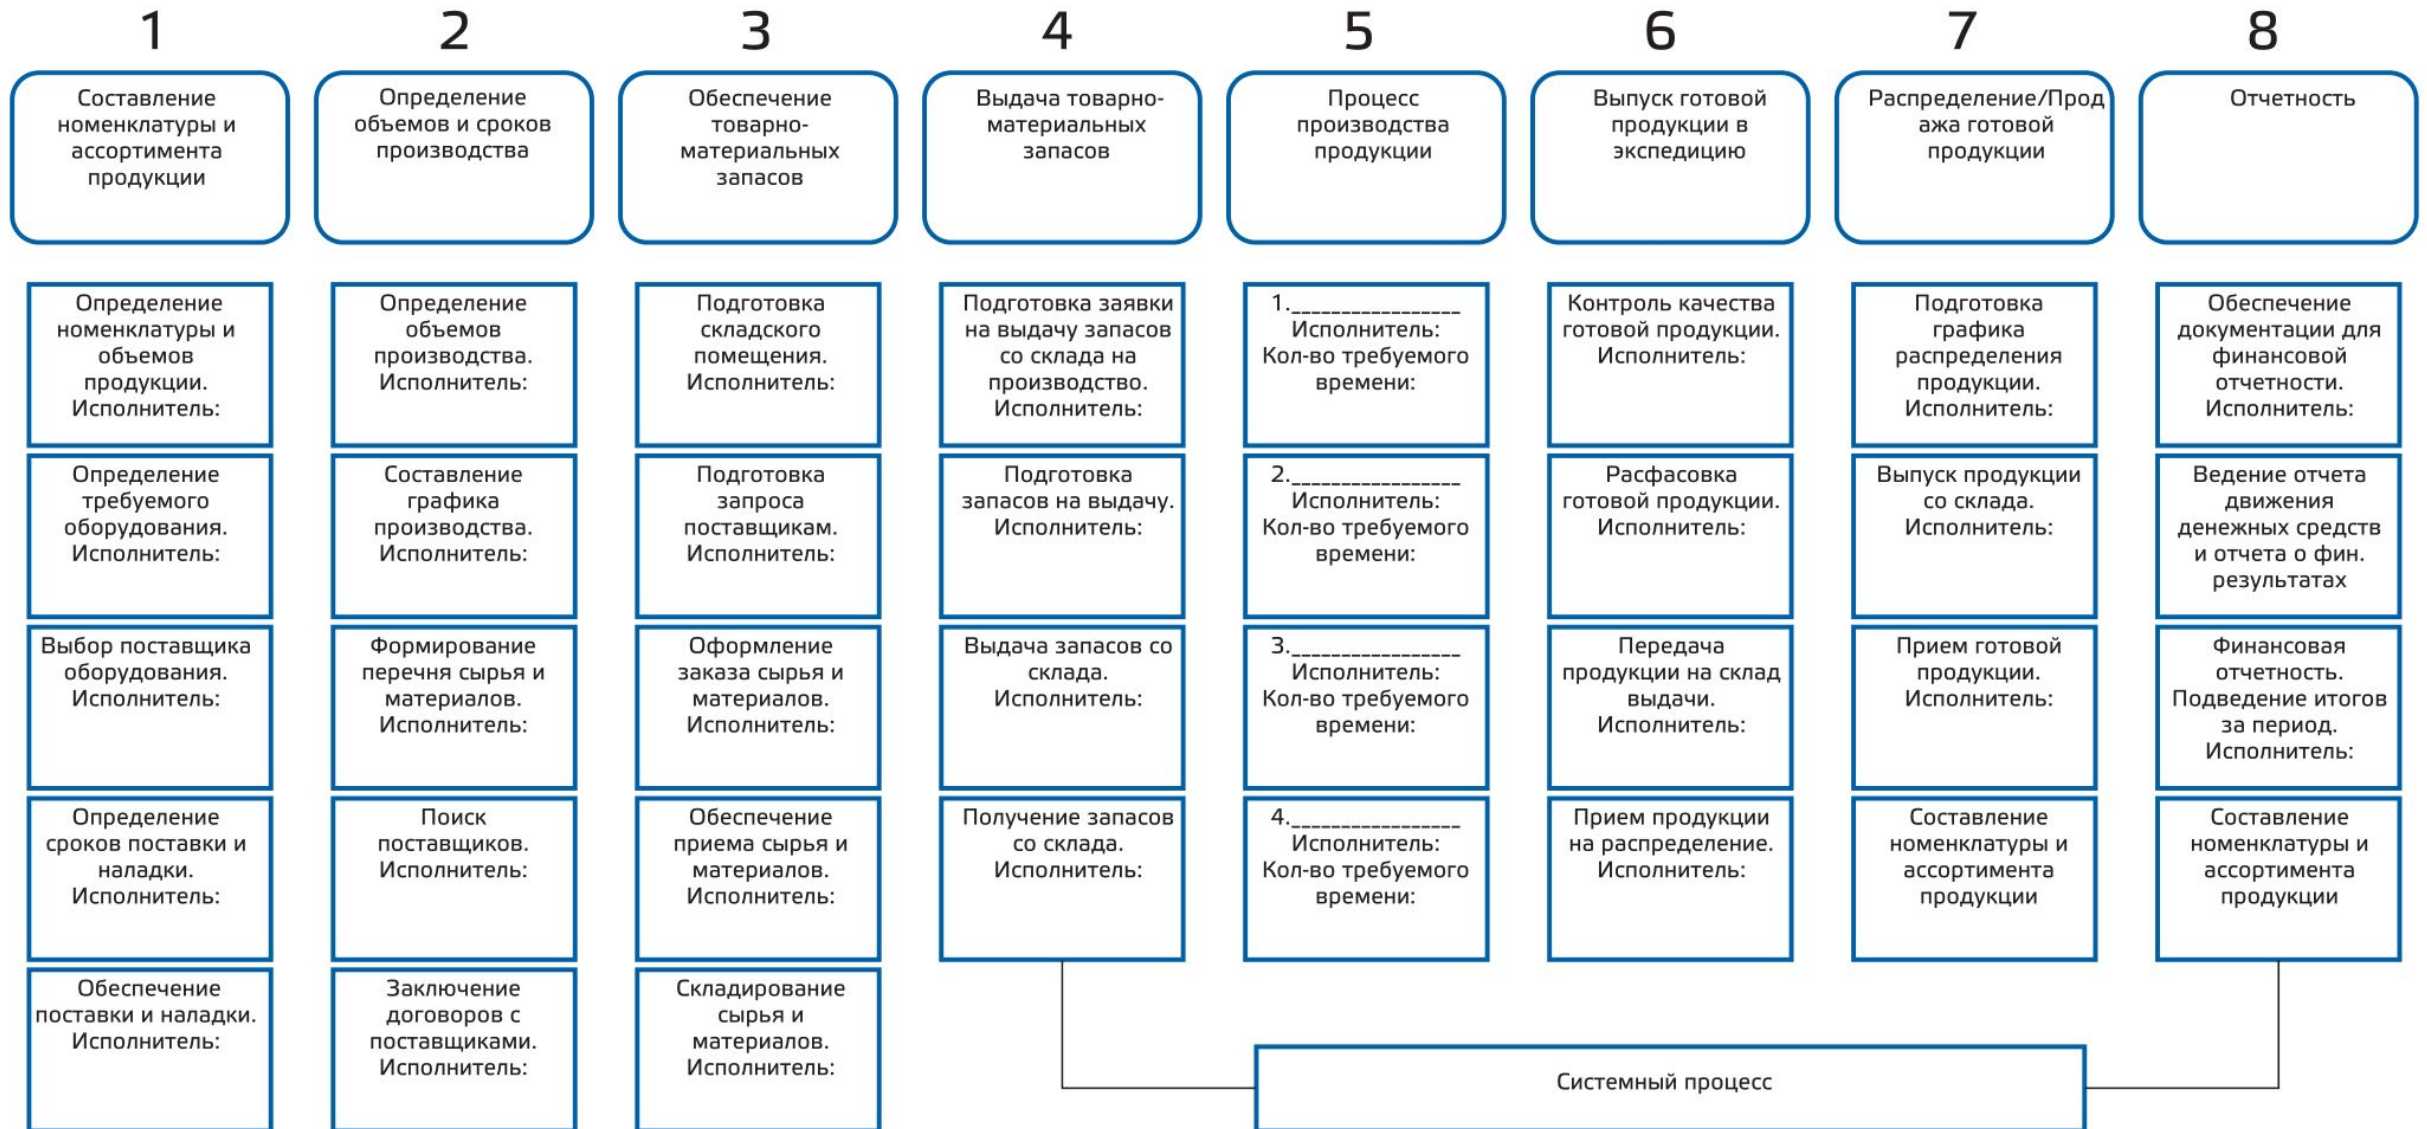 1
2
3
4
5
6
7
8
Составление
номенклатуры и
ассортимента
продукции
Определение
объемов и сроков
производства
Обеспечение
товарно-
материальных
запасов
Выдача товарно-
материальных
запасов
Процесс
производства
продукции
Выпуск готовой
продукции в
экспедицию
Распределение/Прод
ажа готовой
продукции
Отчетность
Определение
номенклатуры и
объемов
продукции.
Исполнитель:
Определение
требуемого
оборудования.
Исполнитель:
Выбор поставщика
оборудования.
Исполнитель:
Определение
сроков поставки и
наладки.
Исполнитель:
Обеспечение
поставки и наладки.
Исполнитель:
Определение
объемов
производства.
Исполнитель:
Составление
графика
производства.
Исполнитель:
Формирование
перечня сырья и
материалов.
Исполнитель:
Поиск
поставщиков.
Исполнитель:
Заключение
договоров с
поставщиками.
Исполнитель:
Подготовка
складского
помещения.
Исполнитель:
Подготовка
запроса
поставщикам.
Исполнитель:
Оформление
заказа сырья и
материалов.
Исполнитель:
Обеспечение
приема сырья и
материалов.
Исполнитель:
Складирование
сырья и
материалов.
Исполнитель:
Подготовка заявки
на выдачу запасов
со склада на
производство.
Исполнитель:
Подготовка
запасов на выдачу.
Исполнитель:
Выдача запасов со
склада.
Исполнитель:
Получение запасов
со склада.
Исполнитель:
1._________________
Исполнитель:
Кол-во требуемого
времени:
2._________________
Исполнитель:
Кол-во требуемого
времени:
3._________________
Исполнитель:
Кол-во требуемого
времени:
4._________________
Исполнитель:
Кол-во требуемого
времени:
Контроль качества
готовой продукции.
Исполнитель:
Расфасовка
готовой продукции.
Исполнитель:
Передача
продукции на склад
выдачи.
Исполнитель:
Прием продукции
на распределение.
Исполнитель:
Подготовка
графика
распределения
продукции.
Исполнитель:
Выпуск продукции
со склада.
Исполнитель:
Прием готовой
продукции.
Исполнитель:
Составление
номенклатуры и
ассортимента
продукции
Обеспечение
документации для
финансовой
отчетности.
Исполнитель:
Ведение отчета
движения
денежных средств
и отчета о фин.
результатах
Финансовая
отчетность.
Подведение итогов
за период.
Исполнитель:
Составление
номенклатуры и
ассортимента
продукции
Системный процесс